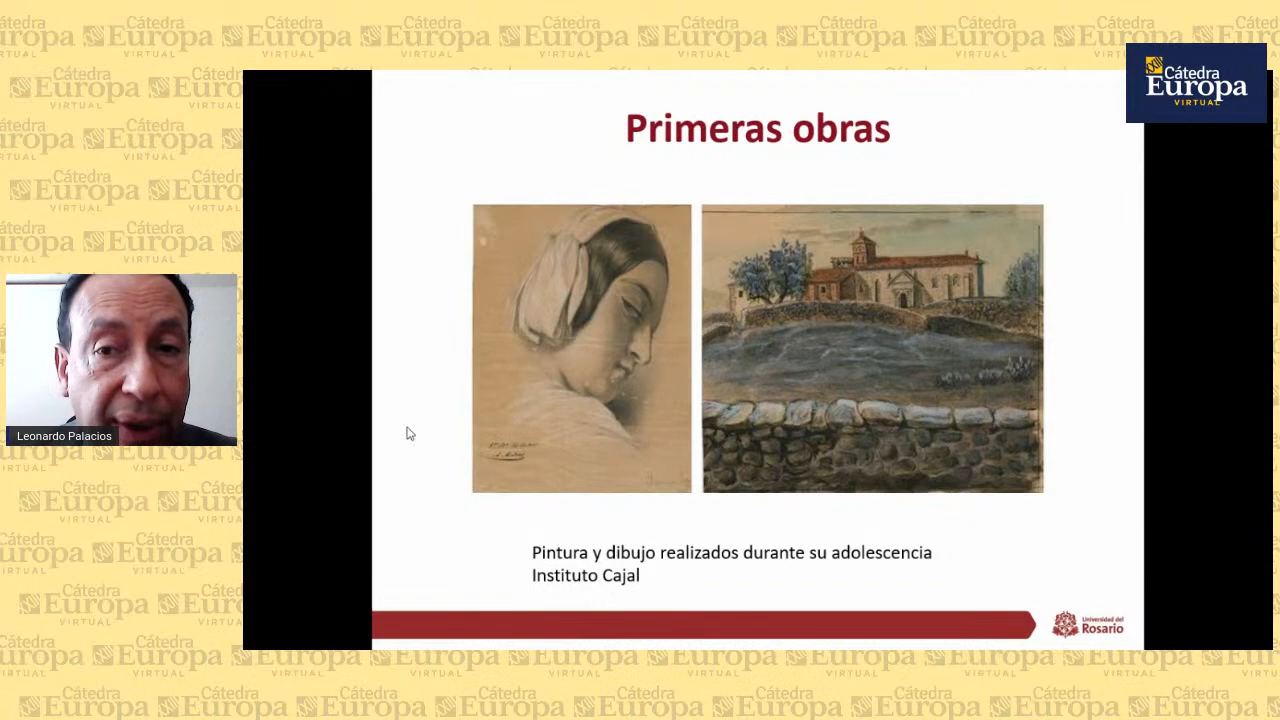 Cátedra
Europa
VIRTUAL
Primeras obras
Leonardo Palacios
Pintura y dibujo realizados durante su adolescencia
Instituto Cajal
Universidad del
Rosario